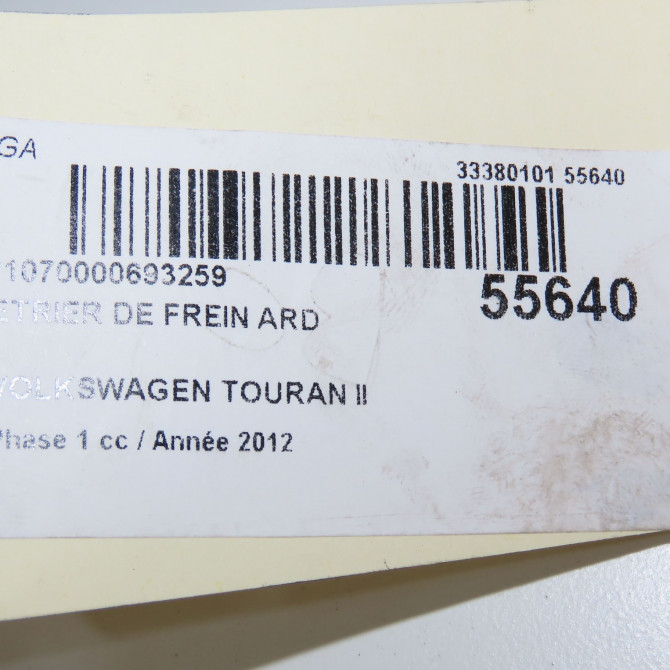 GA
33380101 55640
1070000693259
55640
ETRIER DE FREIN ARD
VOLKSWAGEN TOURAN II
Phase 1 cc / Année 2012